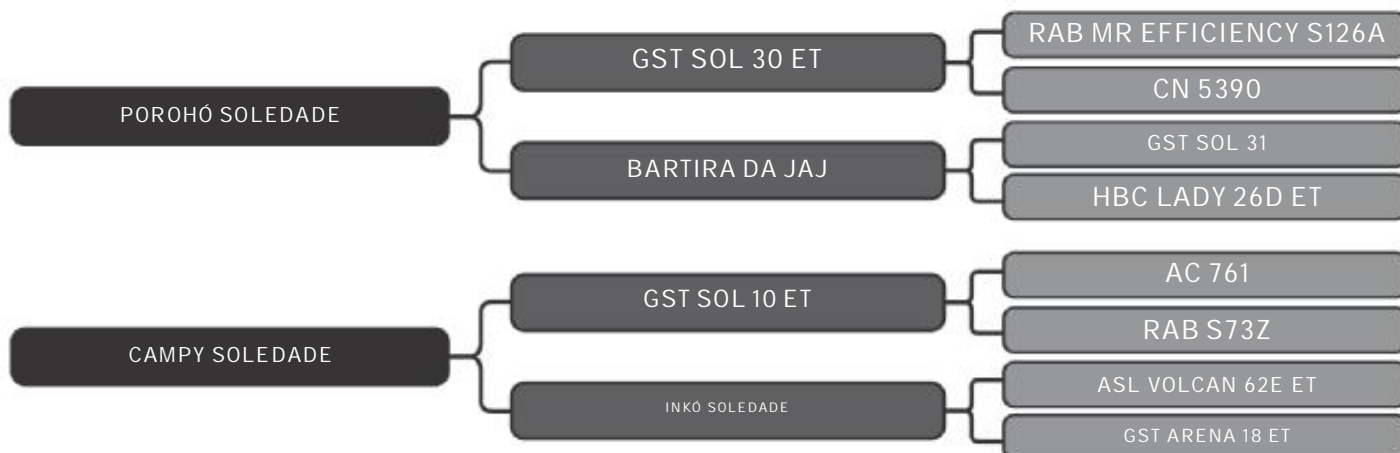 POROHÓ SOLEDADE
GST SOL 30 ET
RAB MR EFFICIENCY S126A
CN 5390
BARTIRA DA JAJ
GST SOL 31
HBC LADY 26D ET
CAMPY SOLEDADE
GST SOL 10 ET
AC 761
RAB S73Z
INKÓ SOLEDADE
ASL VOLCAN 62E ET
GST ARENA 18 ET